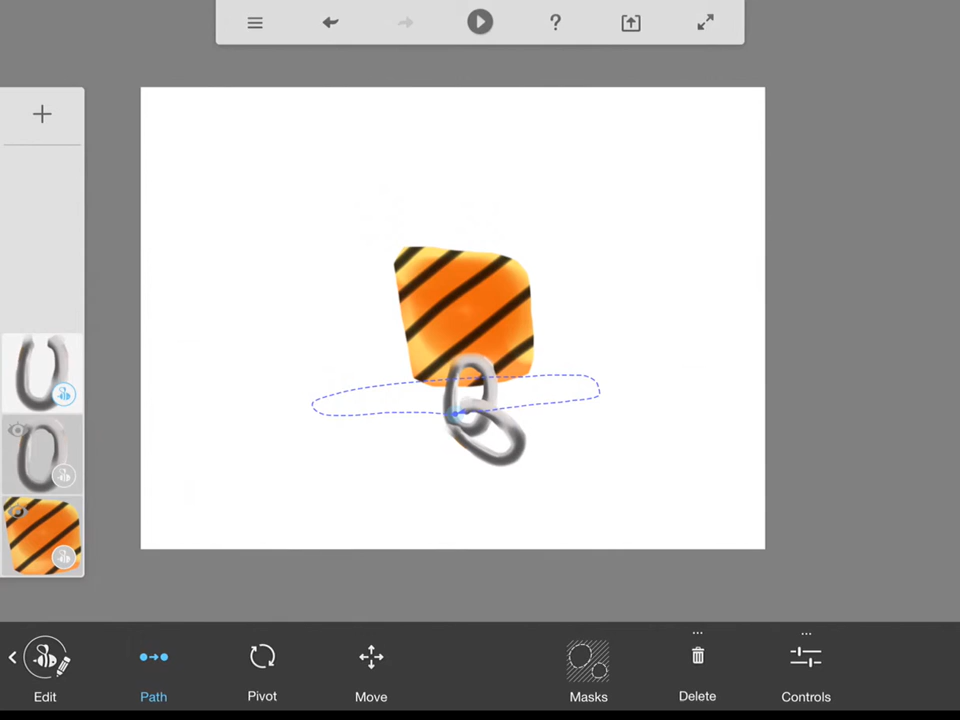 ?
+
Edit
Path
Pivot
Move
Masks
Delete
Controls